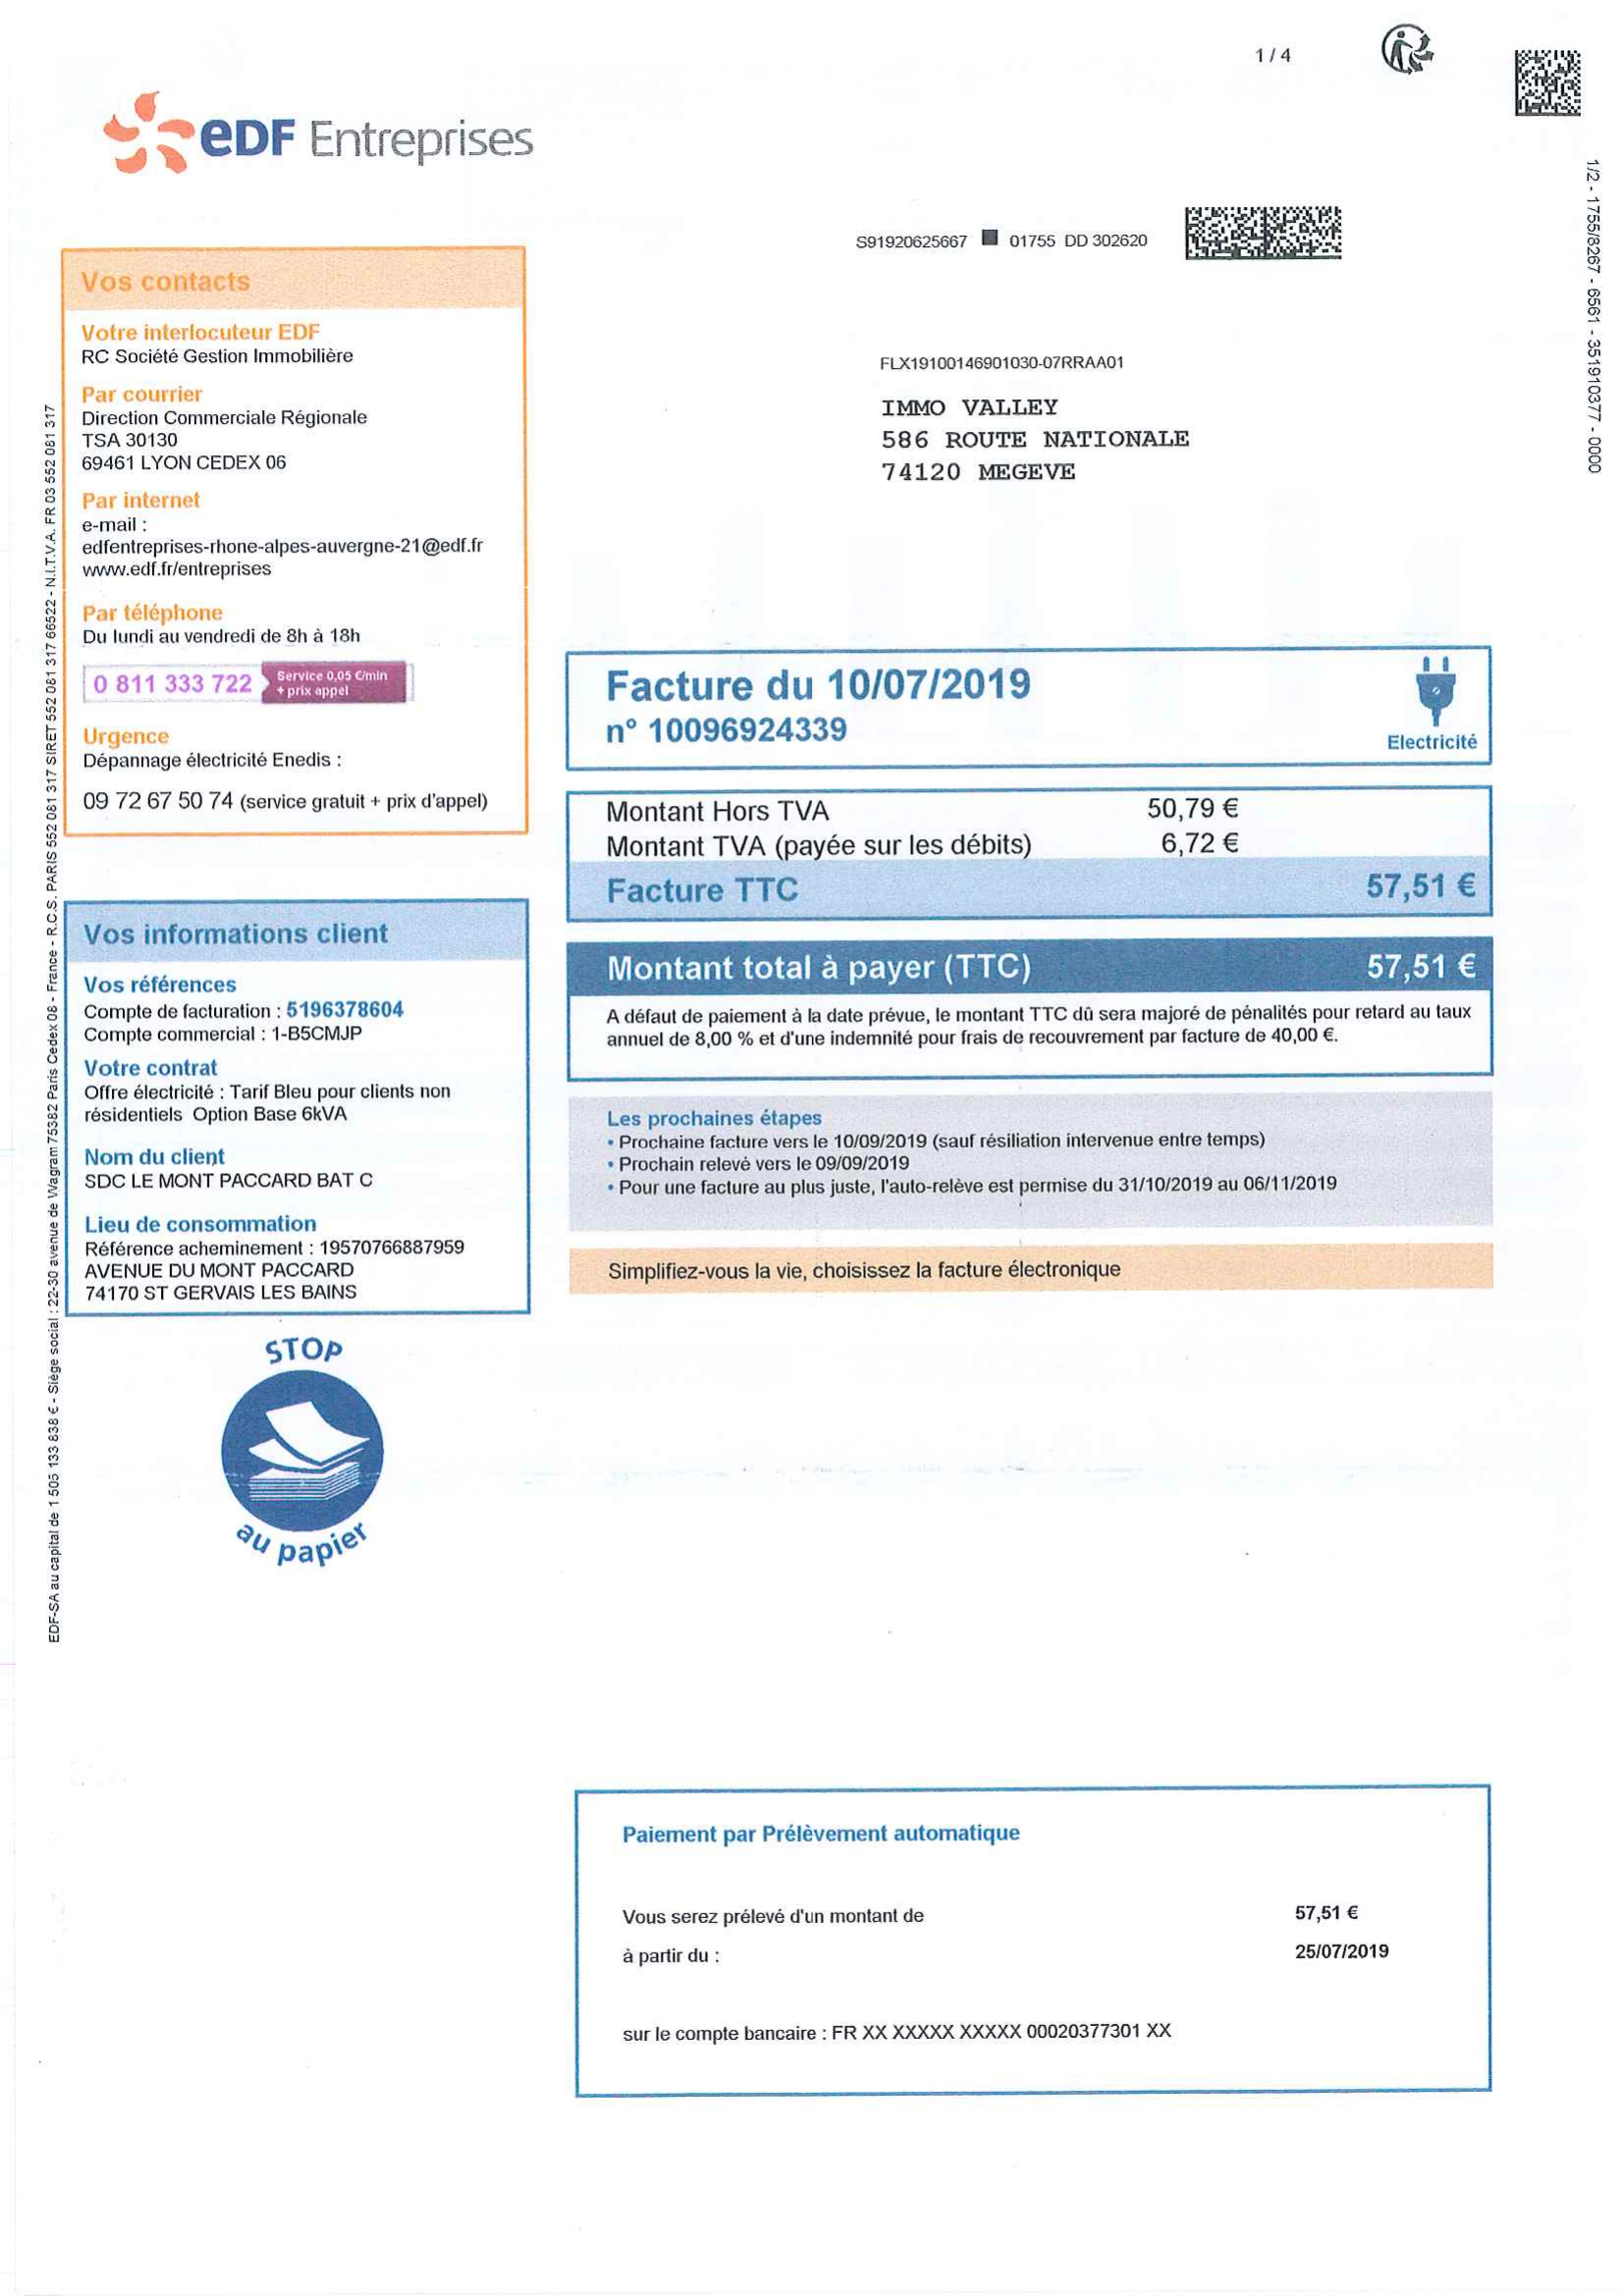 1 / 4
eDF Entreprises
S91920625667 01755 DD 302620
1/2 - 1755/8267 - 6561 - 351910377 - 0000
FLX19100146901030-07RRAA01
IMMO VALLEY
586 ROUTE NATIONALE
74120 MEGEVE
Vos contacts
Votre interlocuteur EDF
RC Société Gestion Immobilière
Par courrier
Direction Commerciale Régionale
TSA 30130
69461 LYON CEDEX 06
Par internet
e-mail :
edfentreprises-rhone-alpes-auvergne-21@edf.fr
www.edf.fr/entreprises
Par téléphone
Du lundi au vendredi de 8h à 18h
0 811 333 722 Service 0,05 €/min
+ prix appel
Urgence
Dépannage électricité Enedis :
09 72 67 50 74 (service gratuit + prix d'appel)
Vos informations client
Vos références
Compte de facturation : 5196378604
Compte commercial : 1-B5CMJP
Votre contrat
Offre électricité : Tarif Bleu pour clients non
résidentiels Option Base 6kVA
Nom du client
SDC LE MONT PACCARD BAT C
Lieu de consommation
Référence acheminement : 19570766887959
AVENUE DU MONT PACCARD
74170 ST GERVAIS LES BAINS
STOP
au papier
EDF-SA au capital de 1 505 133 838 € - Siège social : 22-30 avenue de Wagram 75382 Paris Cedex 08 - France - R.C.S. PARIS 552 081 317 SIRET 552 081 317 66522 - N.I.T.V.A. FR 03 552 081 317
Facture du 10/07/2019
n° 10096924339
Electricité
Montant Hors TVA 50,79 €
Montant TVA (payée sur les débits) 6,72 €
Facture TTC 57,51 €
Montant total à payer (TTC) 57,51 €
A défaut de paiement à la date prévue, le montant TTC dû sera majoré de pénalités pour retard au taux
annuel de 8,00 % et d'une indemnité pour frais de recouvrement par facture de 40,00 €.
Les prochaines étapes
• Prochaine facture vers le 10/09/2019 (sauf résiliation intervenue entre temps)
• Prochain relevé vers le 09/09/2019
• Pour une facture au plus juste, l'auto-relève est permise du 31/10/2019 au 06/11/2019
Simplifiez-vous la vie, choisissez la facture électronique
Paiement par Prélèvement automatique
Vous serez prélevé d'un montant de 57,51 €
à partir du : 25/07/2019
sur le compte bancaire : FR XX XXXXX XXXXX 00020377301 XX